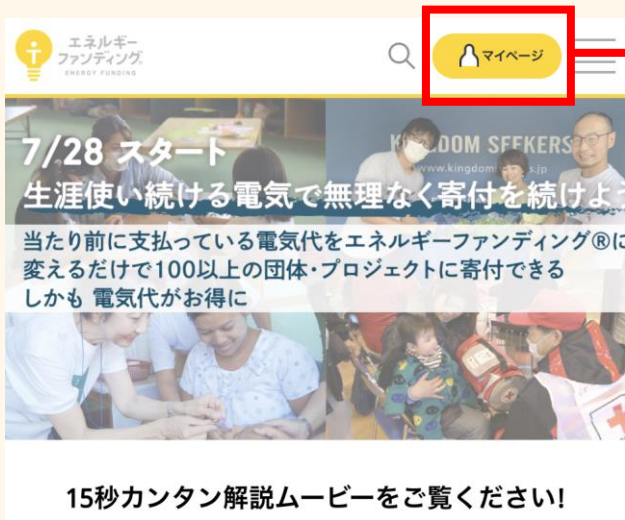 エネルギー
ファンディング
ENERGY FUNDING
マイページ
7/28 スタート
生涯使い続ける電気で無理なく寄付を続けよう
KINGDOM SEEKERS
当たり前に支払っている電気代をエネルギーファンディング®に
変えるだけで100以上の団体・プロジェクトに寄付できる
しかも 電気代がお得に
15秒カンタン解説ムービーをご覧ください!